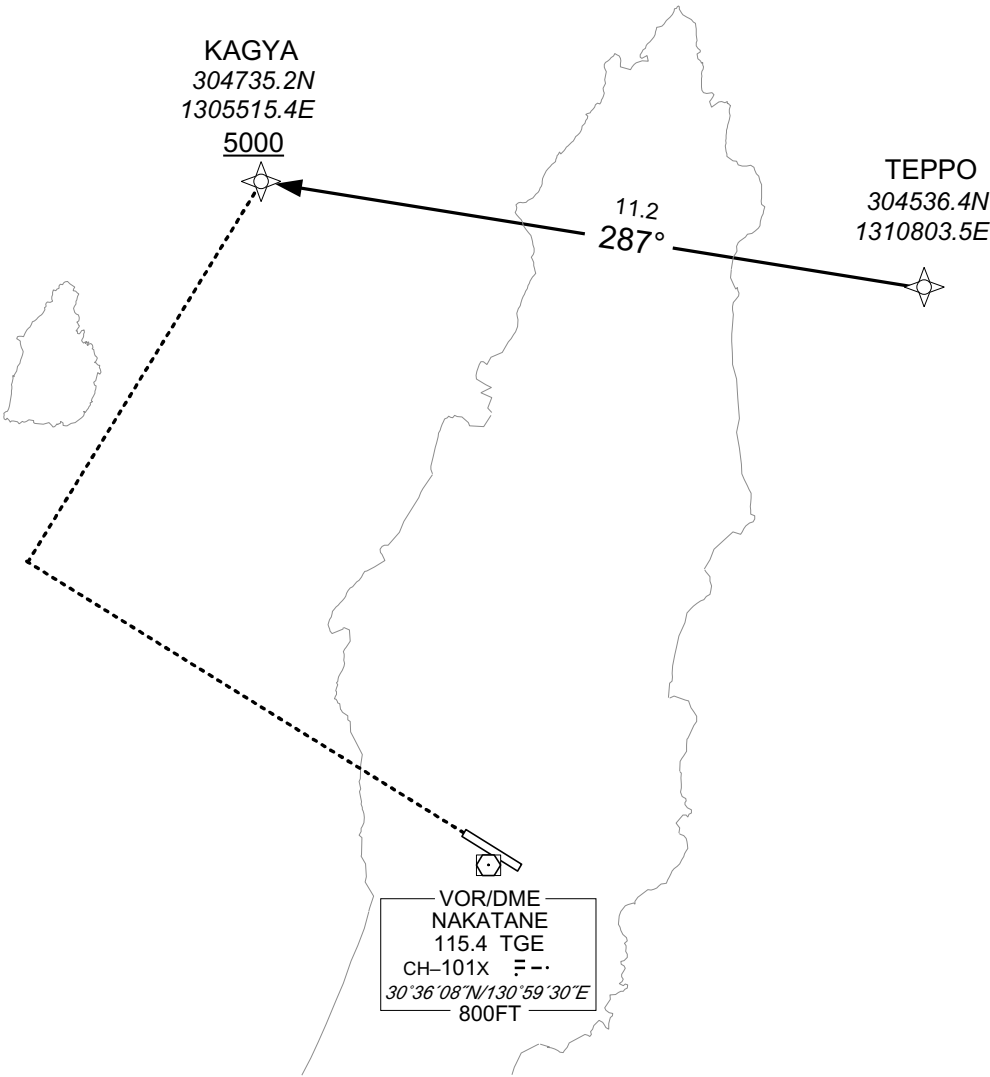 KAGYA
304735.2N
1305515.4E
5000
TEPPO
304536.4N
1310803.5E
11.2
287°
VOR/DME
NAKATANE
115.4 TGE
CH–101X
30°36′08″N/130°59′30″E
800FT